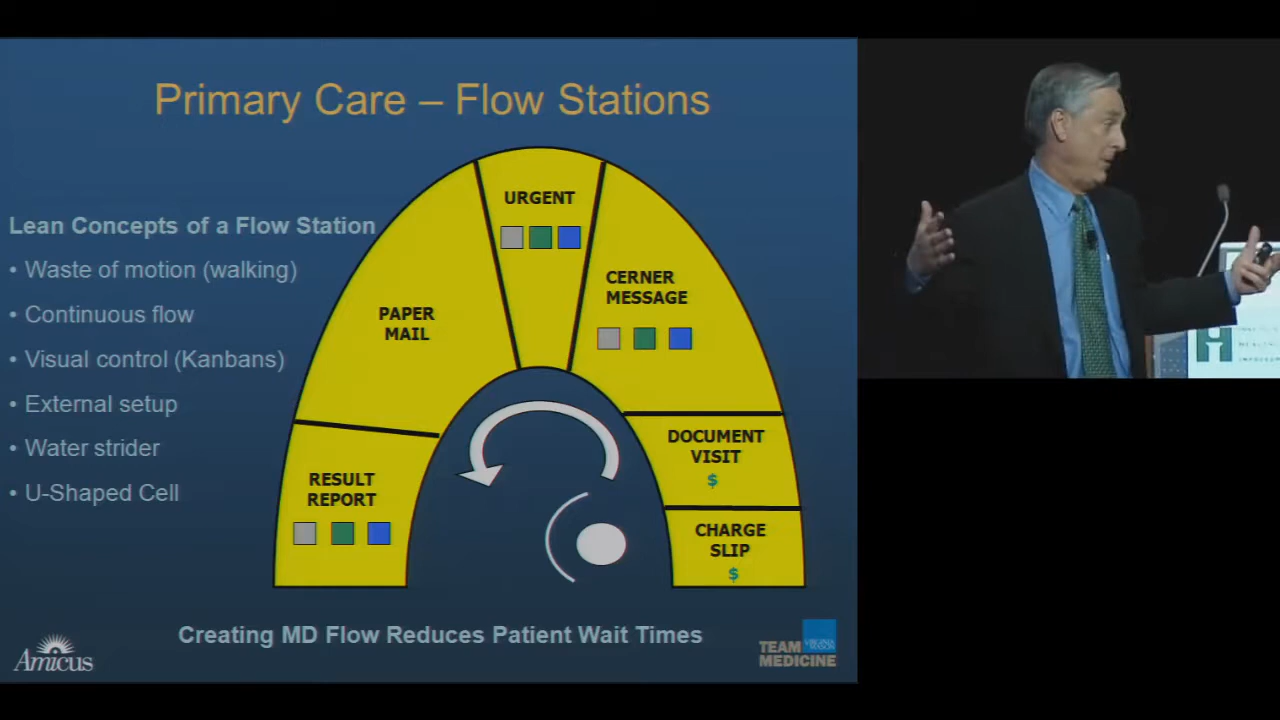 Primary Care – Flow Stations
Lean Concepts of a Flow Station
• Waste of motion (walking)
• Continuous flow
• Visual control (Kanbans)
• External setup
• Water strider
• U-Shaped Cell
URGENT
PAPER
MAIL
CERNER
MESSAGE
RESULT
REPORT
DOCUMENT
VISIT
$
CHARGE
SLIP
$
Creating MD Flow Reduces Patient Wait Times
Amicus
VIRGINIA
MASON
TEAM
MEDICINE